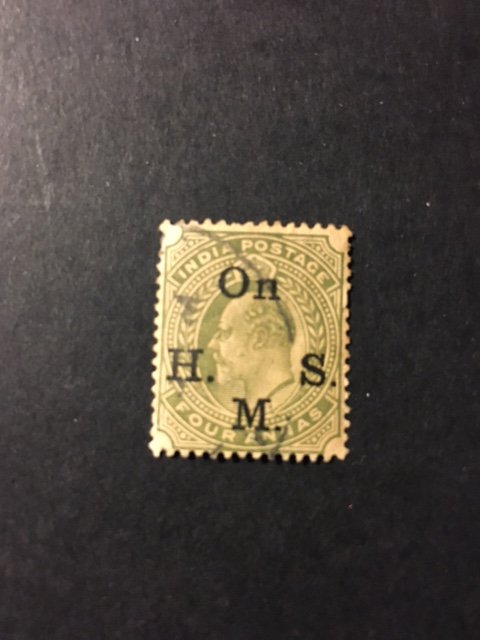 INDIA POSTAGE
On
H. S.
M.
FOUR ANNAS